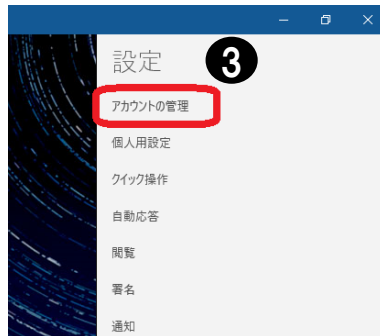 設定
3
アカウントの管理
個人用設定
クイック操作
自動応答
閲覧
署名
通知